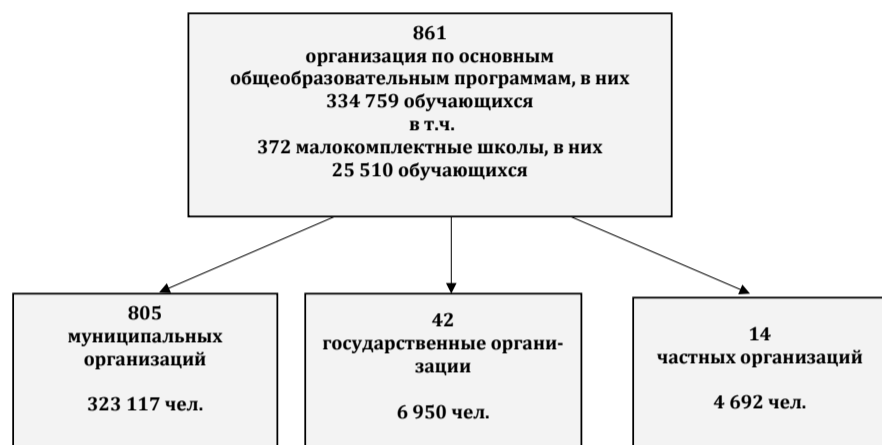 861
организация по основным
общеобразовательным программам, в них
334 759 обучающихся
в т.ч.
372 малокомплектные школы, в них
25 510 обучающихся
805
муниципальных
организаций
323 117 чел.
42
государственные органи-
зации
6 950 чел.
14
частных организаций
4 692 чел.